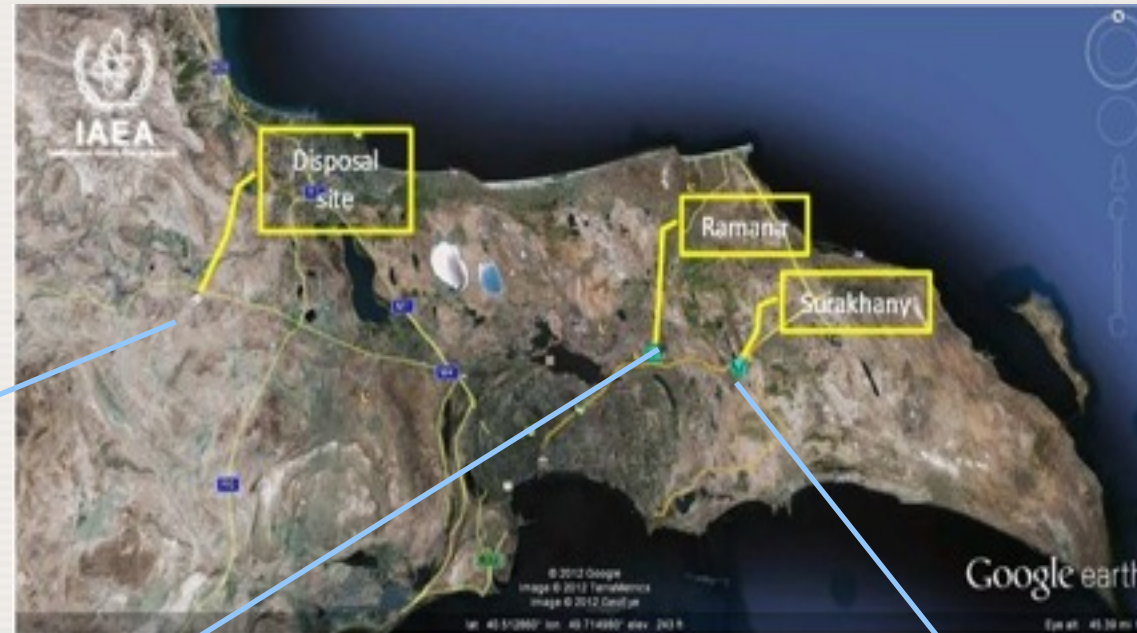 IAEA
Disposal
site
Ramana
Surakhany
© 2012 Google
Image © 2012 TerraMetrics
Image © 2012 GeoEye
Google earth